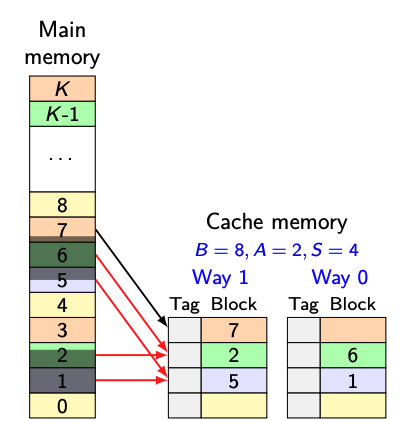 Main
memory
K
K-1
...
8
7
6
5
4
3
2
1
0
Cache memory
B = 8, A = 2, S = 4
Way 1 Way 0
Tag Block Tag Block
7
2 6
5 1